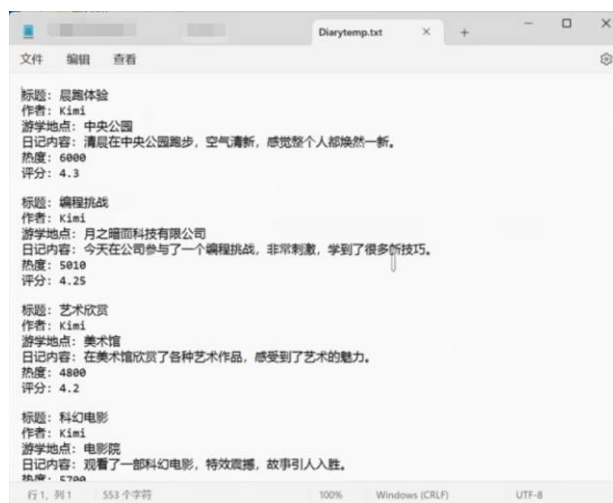 Diarytemp.txt
文件 编辑 查看
标题: 晨跑体验
作者: Kimi
游学地点: 中央公园
日记内容: 清晨在中央公园跑步，空气清新，感觉整个人都焕然一新。
热度: 6000
评分: 4.3
标题: 编程挑战
作者: Kimi
游学地点: 月之暗面科技有限公司
日记内容: 今天在公司参与了一个编程挑战，非常刺激，学到了很多新技巧。
热度: 5010
评分: 4.25
标题: 艺术欣赏
作者: Kimi
游学地点: 美术馆
日记内容: 在美术馆欣赏了各种艺术作品，感受到了艺术的魅力。
热度: 4800
评分: 4.2
标题: 科幻电影
作者: Kimi
游学地点: 电影院
日记内容: 观看了一部科幻电影，特效震撼，故事引人入胜。
热度: 5700
行 1, 列 1 553 个字符 100% Windows (CRLF) UTF-8